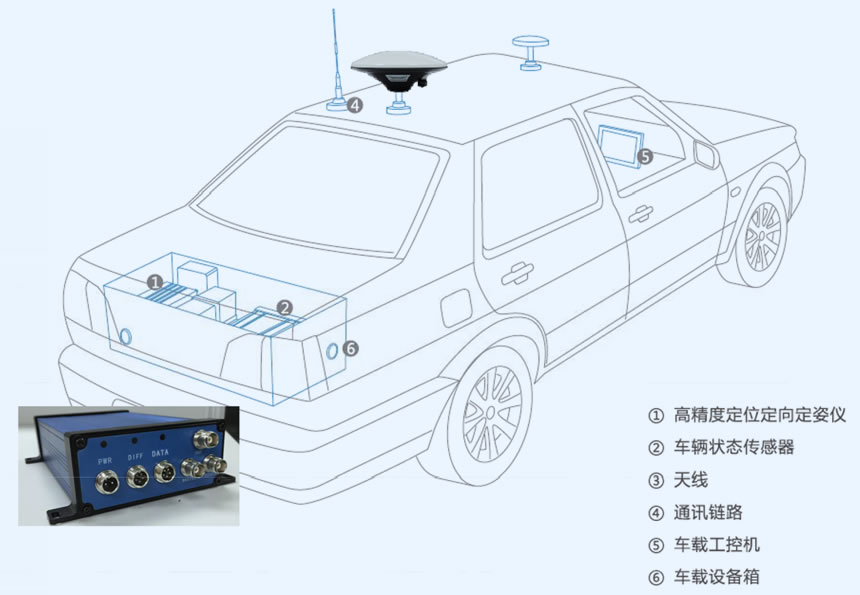 ④
⑤
①
②
⑥
PWR DIFF DATA
① 高精度定位定向定姿仪
② 车辆状态传感器
③ 天线
④ 通讯链路
⑤ 车载工控机
⑥ 车载设备箱